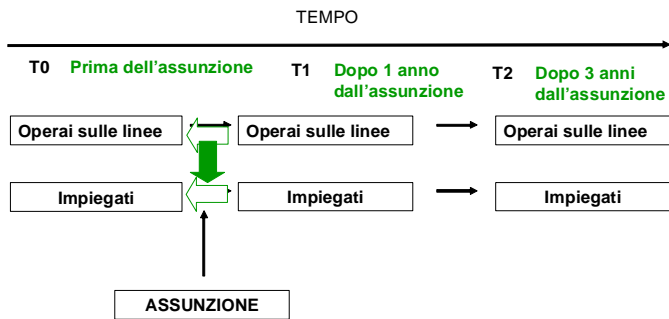 TEMPO
T0 Prima dell'assunzione T1 Dopo 1 anno T2 Dopo 3 anni
dall'assunzione dall'assunzione
Operai sulle linee Operai sulle linee Operai sulle linee
Impiegati Impiegati Impiegati
ASSUNZIONE